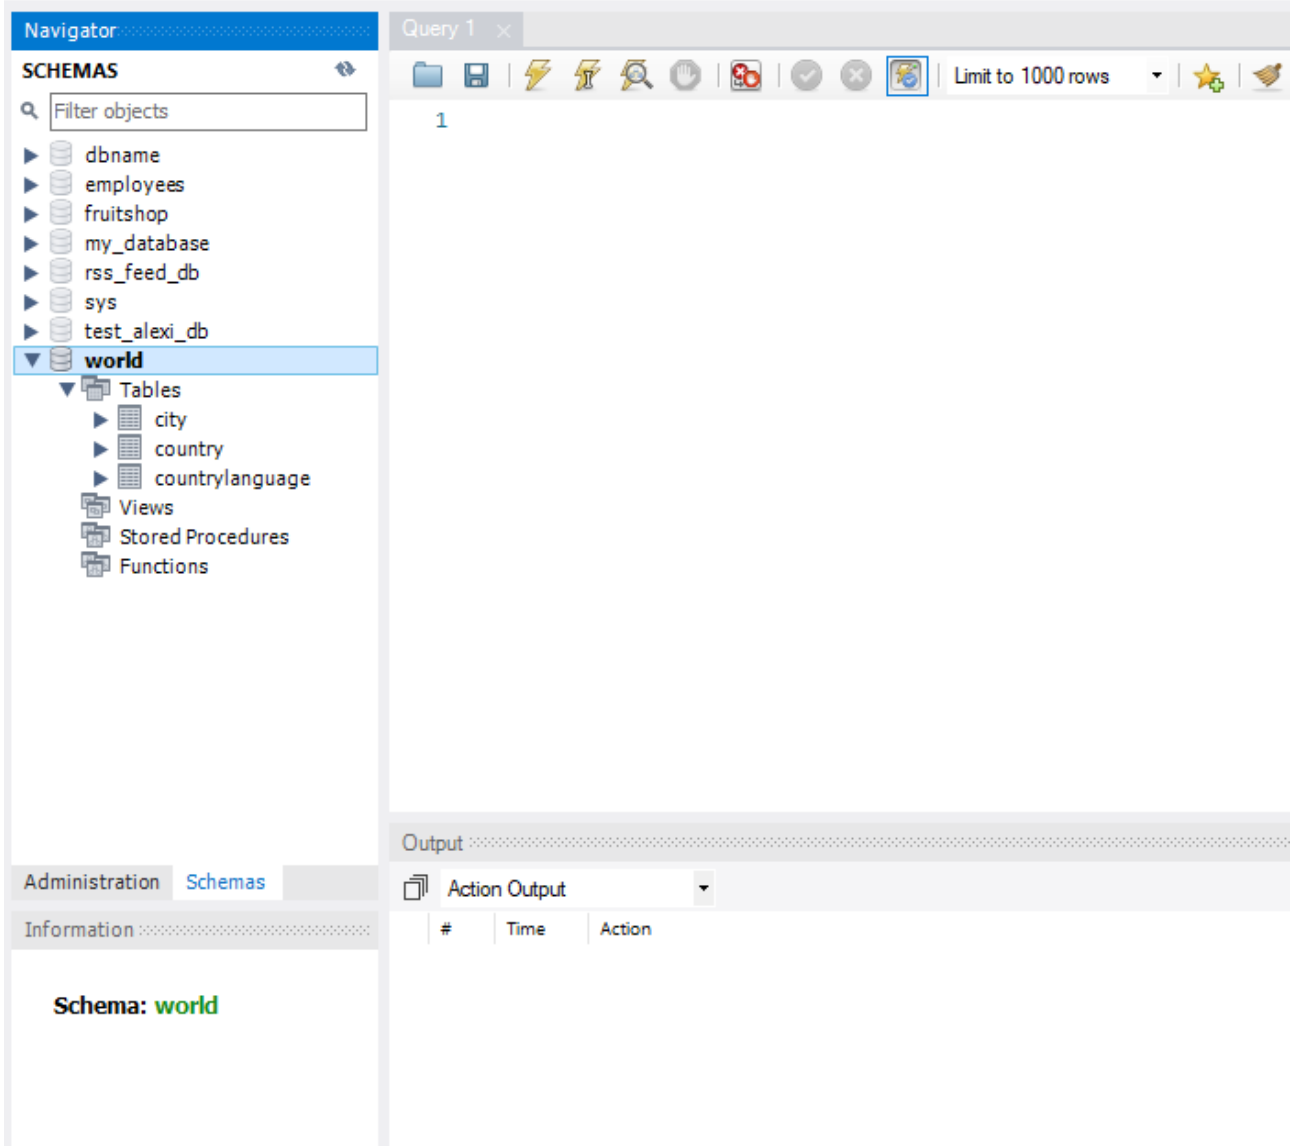 Navigator
SCHEMAS
Filter objects
dbname
employees
fruitshop
my_database
rss_feed_db
sys
test_alexi_db
world
Tables
city
country
countrylanguage
Views
Stored Procedures
Functions
Administration Schemas
Information
Schema: world
Query 1
Limit to 1000 rows
1
Output
Action Output
# Time Action